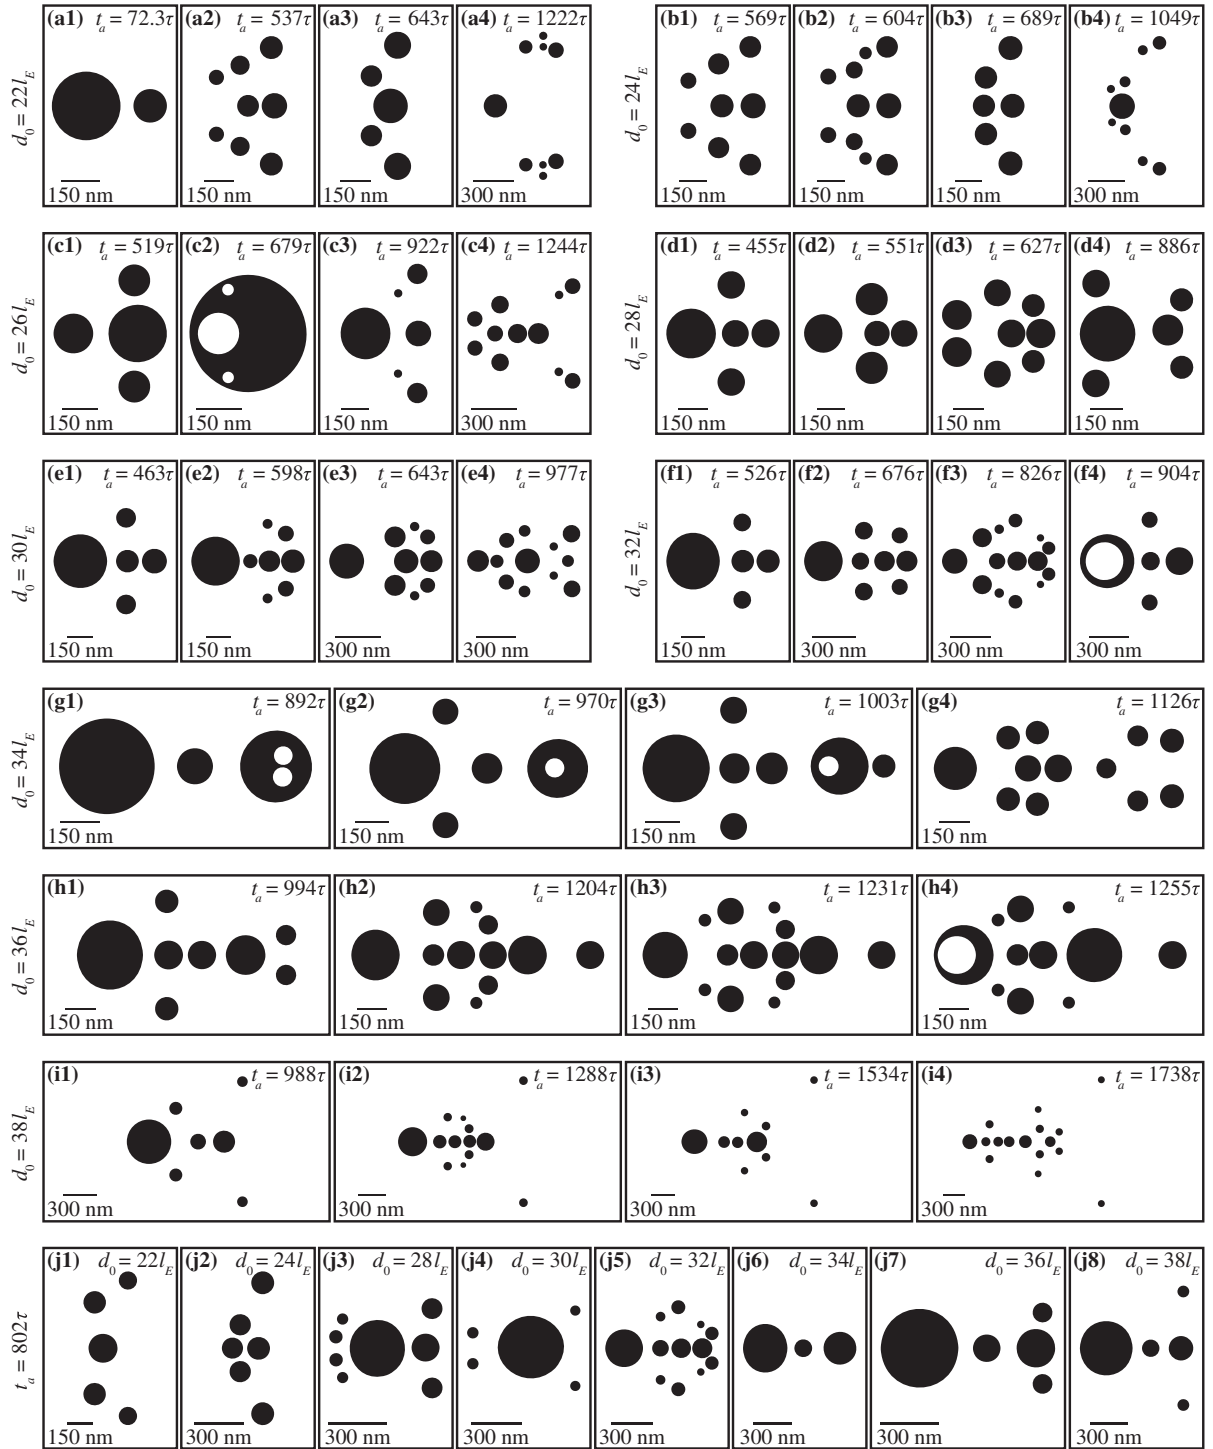 (a1) t_a = 72.3τ (a2) t_a = 537τ (a3) t_a = 643τ (a4) t_a = 1222τ (b1) t_a = 569τ (b2) t_a = 604τ (b3) t_a = 689τ (b4) t_a = 1049τ
d_0 = 22l_E d_0 = 24l_E
150 nm 150 nm 150 nm 300 nm 150 nm 150 nm 150 nm 300 nm
(c1) t_a = 519τ (c2) t_a = 679τ (c3) t_a = 922τ (c4) t_a = 1244τ (d1) t_a = 455τ (d2) t_a = 551τ (d3) t_a = 627τ (d4) t_a = 886τ
d_0 = 26l_E d_0 = 28l_E
150 nm 150 nm 150 nm 300 nm 150 nm 150 nm 150 nm 150 nm
(e1) t_a = 463τ (e2) t_a = 598τ (e3) t_a = 643τ (e4) t_a = 977τ (f1) t_a = 526τ (f2) t_a = 676τ (f3) t_a = 826τ (f4) t_a = 904τ
d_0 = 30l_E d_0 = 32l_E
150 nm 150 nm 300 nm 300 nm 150 nm 300 nm 300 nm 300 nm
(g1) t_a = 892τ (g2) t_a = 970τ (g3) t_a = 1003τ (g4) t_a = 1126τ
d_0 = 34l_E
150 nm 150 nm 150 nm 150 nm
(h1) t_a = 994τ (h2) t_a = 1204τ (h3) t_a = 1231τ (h4) t_a = 1255τ
d_0 = 36l_E
150 nm 150 nm 150 nm 150 nm
(i1) t_a = 988τ (i2) t_a = 1288τ (i3) t_a = 1534τ (i4) t_a = 1738τ
d_0 = 38l_E
300 nm 300 nm 300 nm 300 nm
(j1) d_0 = 22l_E (j2) d_0 = 24l_E (j3) d_0 = 28l_E (j4) d_0 = 30l_E (j5) d_0 = 32l_E (j6) d_0 = 34l_E (j7) d_0 = 36l_E (j8) d_0 = 38l_E
t_a = 802τ
150 nm 300 nm 300 nm 300 nm 300 nm 300 nm 300 nm 300 nm